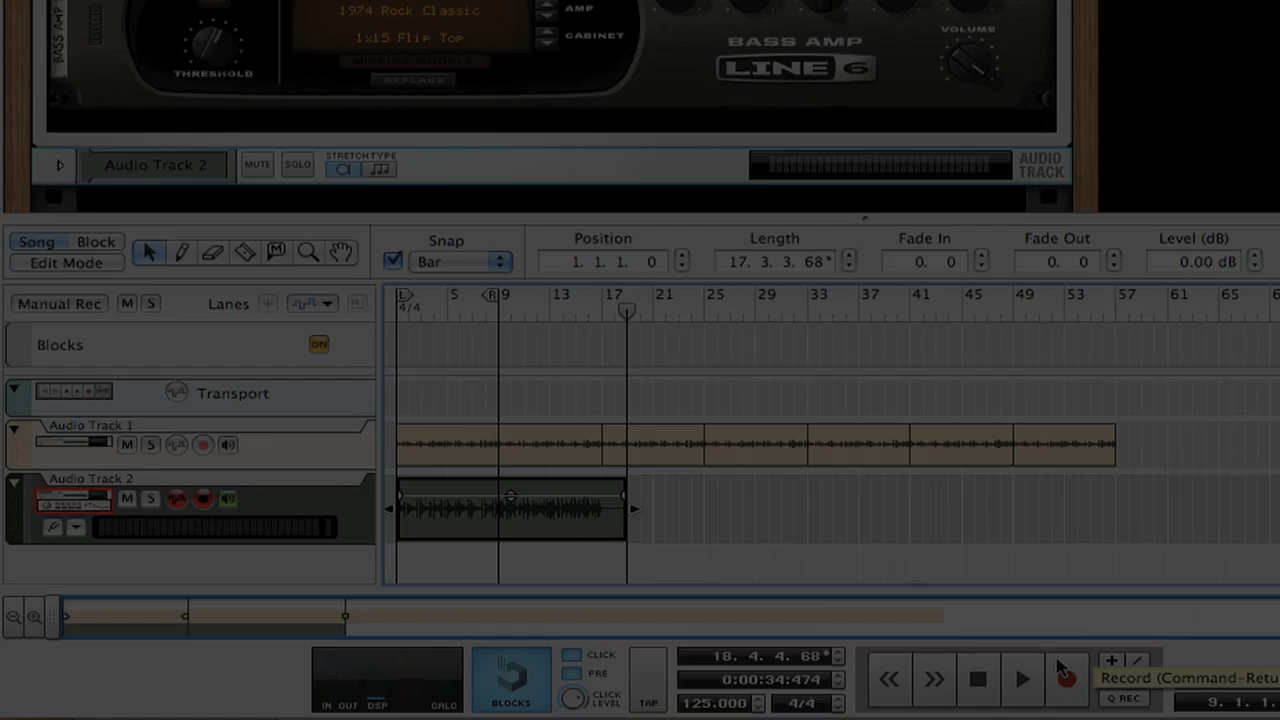 1974 Rock Classic
1x15 Flip Top
MISSING MODELS
REPLACE
AMP
CABINET
BASS AMP
THRESHOLD
BASS AMP
LINE 6
VOLUME
Audio Track 2
MUTE
SOLO
STRETCH TYPE
AUDIO TRACK
Song Block
Edit Mode
Snap
Bar
Position
1. 1. 1. 0
Length
17. 3. 3. 68*
Fade In
0. 0
Fade Out
0. 0
Level (dB)
0.00 dB
Manual Rec M S Lanes
L 5 R 9 13 17 21 25 29 33 37 41 45 49 53 57 61 65
4/4
Blocks ON
Transport
Audio Track 1
M S
Audio Track 2
M S
IN OUT DSP CALC
BLOCKS
CLICK
PRE
CLICK LEVEL
TAP
18. 4. 4. 68*
0:00:34:474
125.000 4/4
Record (Command-Retu
Q REC
9. 1. 1.